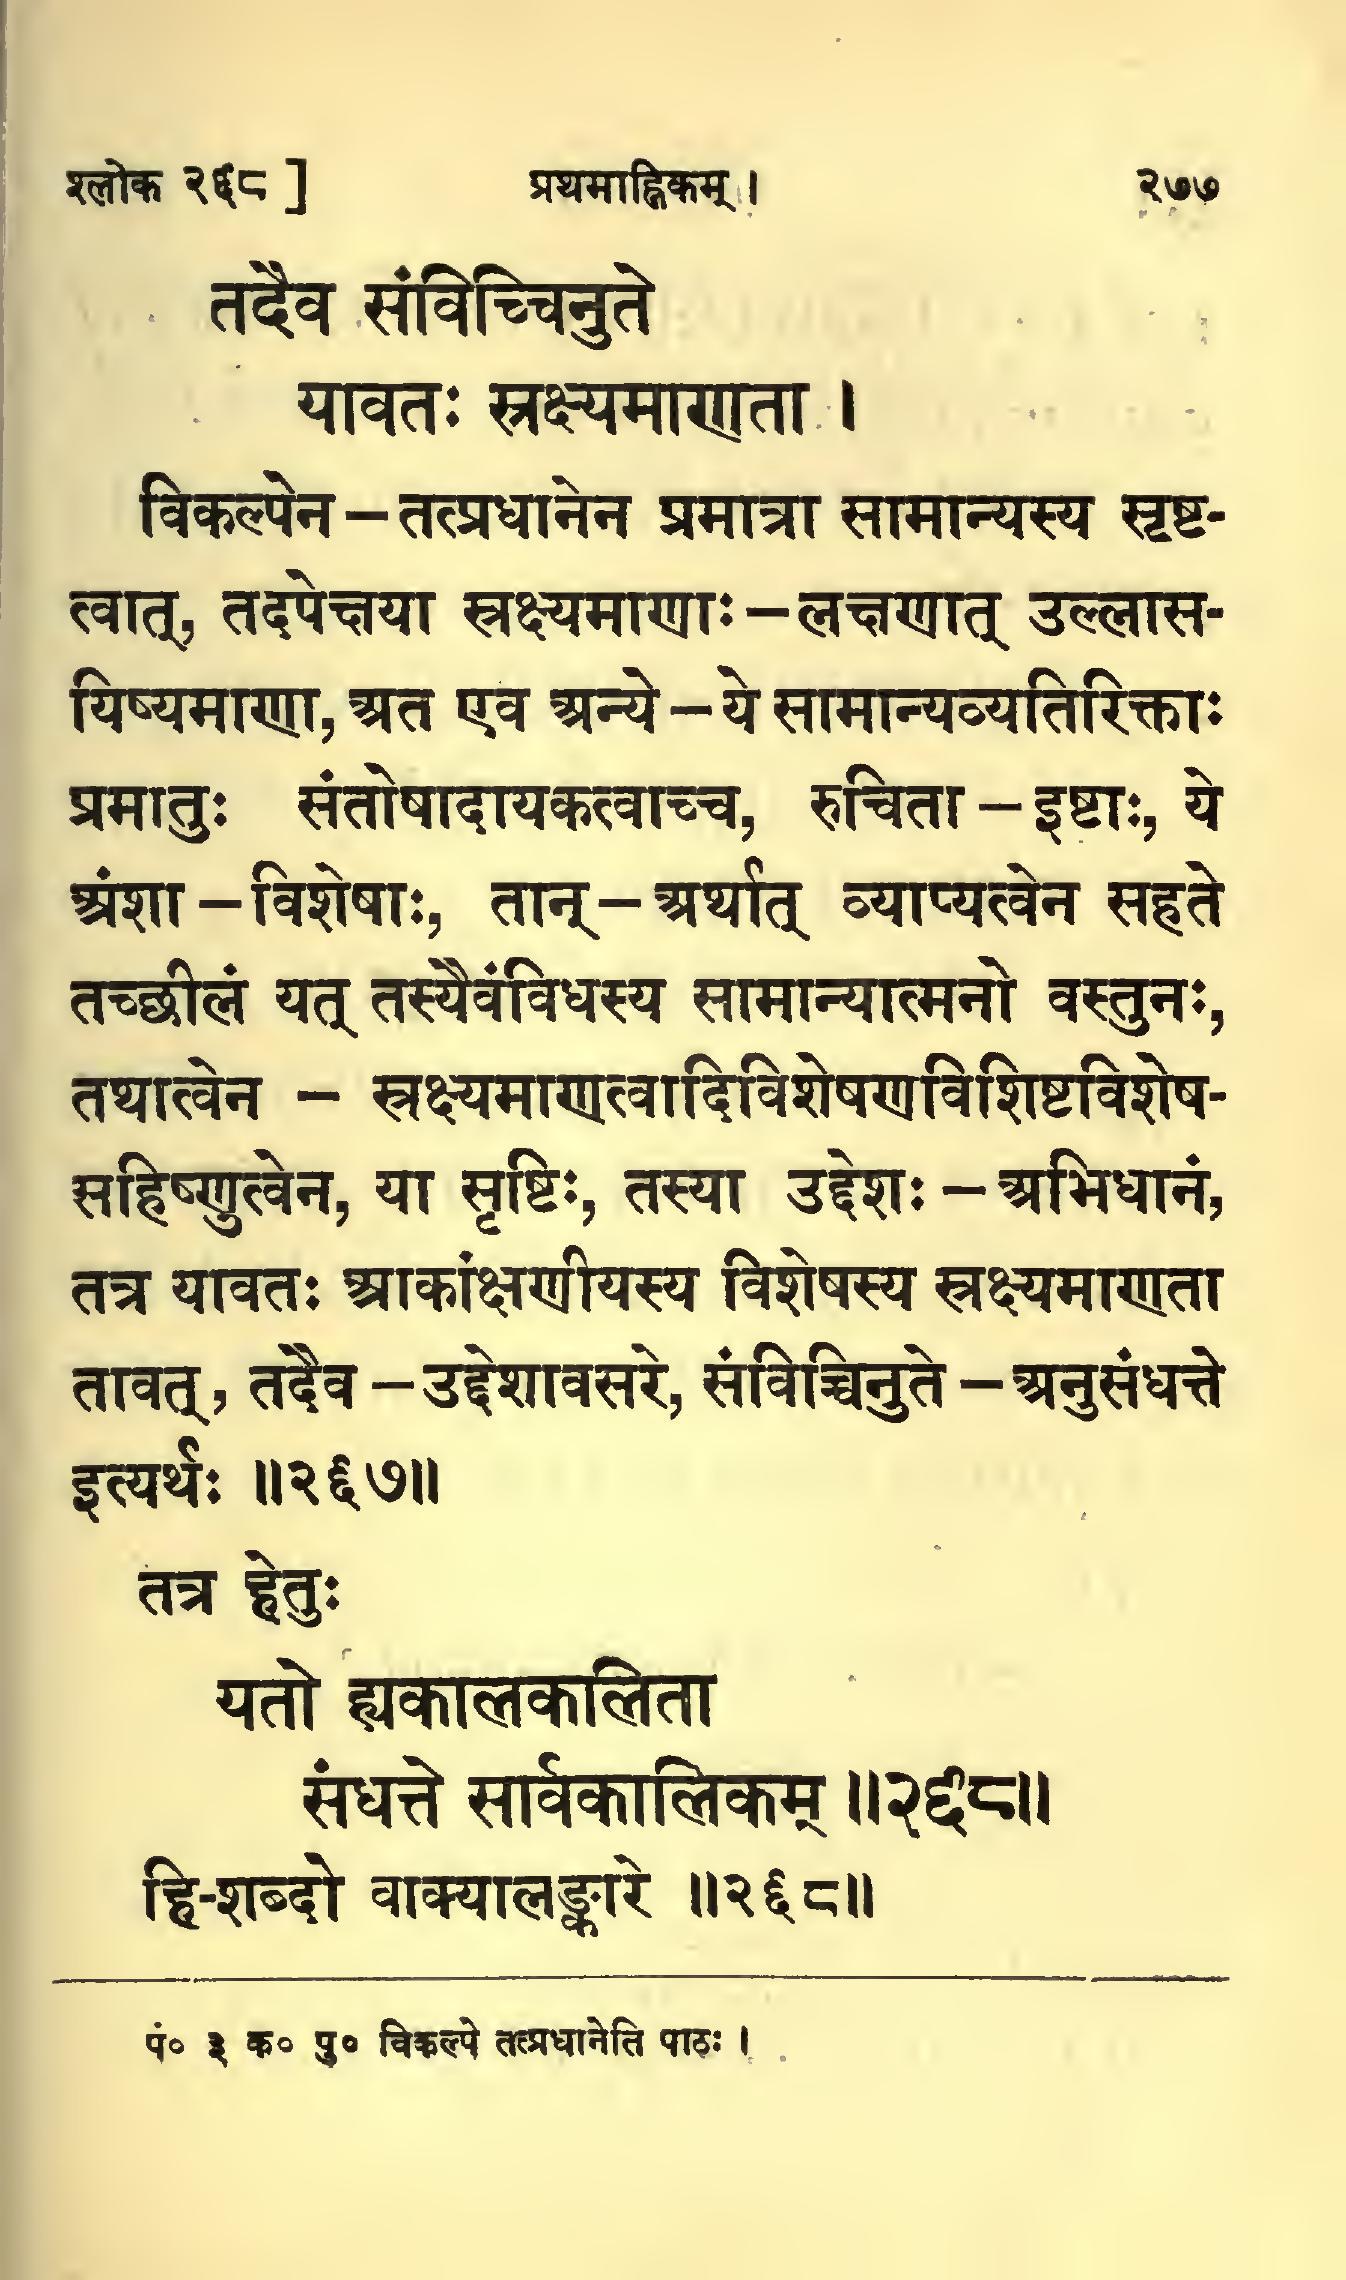 श्लोक २६८ ] प्रथमाह्निकम् । २७७
तदैव संविच्चिनुते
यावतः स्रक्ष्यमाणता ।
विकल्पेन – तत्प्रधानेन प्रमात्रा सामान्यस्य सृष्ट-
त्वात्, तदपेक्षया स्रक्ष्यमाणाः – लक्षणात् उल्लास-
यिष्यमाणा, अत एव अन्ये – ये सामान्यव्यतिरिक्ताः
प्रमातुः संतोषादायकत्वाच्च, रुचिता – इष्टाः, ये
अंशा – विशेषाः, तान् – अर्थात् व्याप्यत्वेन सहते
तच्छीलं यत् तस्यैवंविधस्य सामान्यात्मनो वस्तुनः,
तथात्वेन – स्रक्ष्यमाणत्वादिविशेषणविशिष्टविशेष-
सहिष्णुत्वेन, या सृष्टिः, तस्या उद्देशः – अभिधानं,
तत्र यावतः आकांक्षणीयस्य विशेषस्य स्रक्ष्यमाणता
तावत्, तदैव – उद्देशावसरे, संविच्चिनुते – अनुसंधत्ते
इत्यर्थः ॥२६७॥
तत्र हेतुः
यतो ह्यकालकलिता
संधत्ते सार्वकालिकम् ॥२६८॥
हि-शब्दो वाक्यालङ्कारे ॥२६८॥
पं० ३ क० पु० विकल्पे तत्प्रधानेति पाठः ।